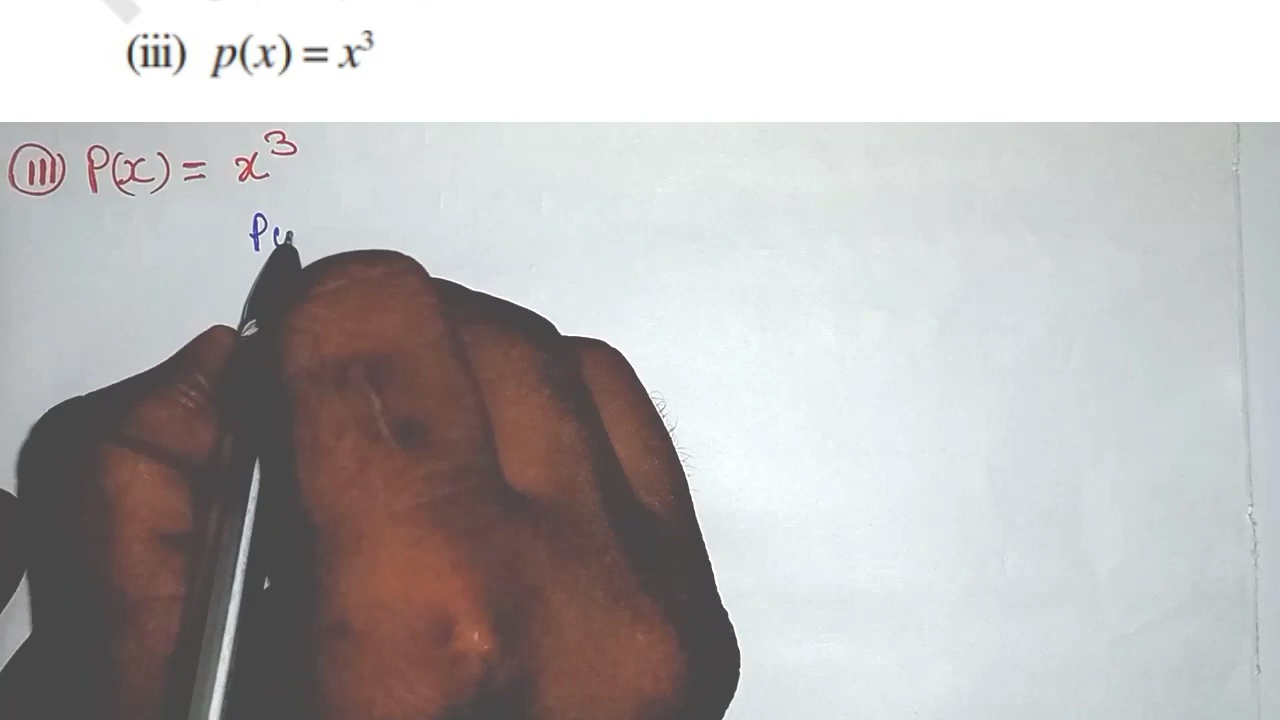 (iii) p(x) = x³
(III) P(x) = x³
P(